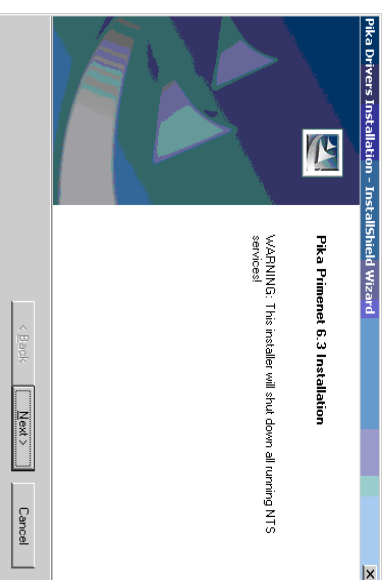 Pika Drivers Installation - InstallShield Wizard
Pika Primenet 6.3 Installation
WARNING: This installer will shut down all running NTS
services!
< Back
Next >
Cancel